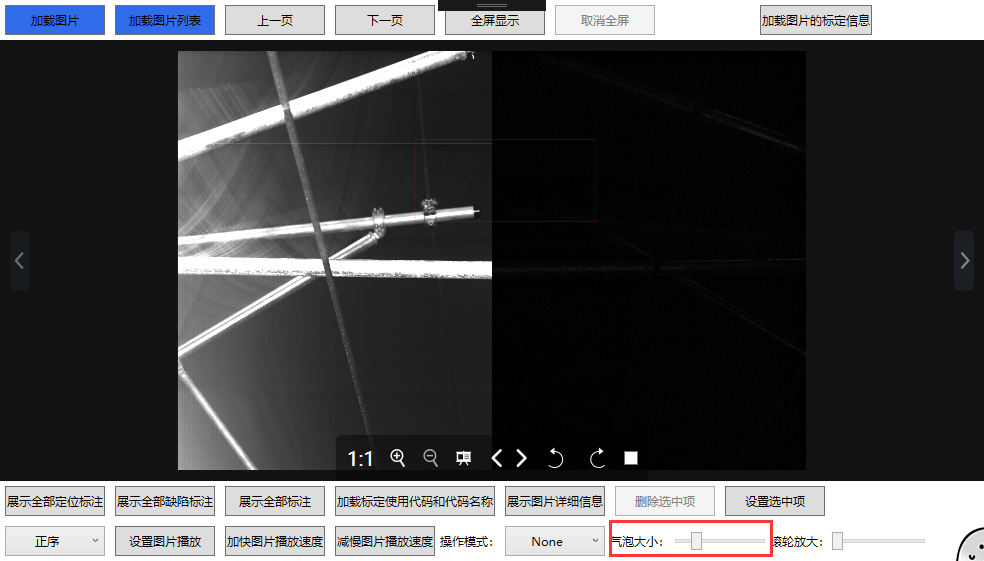 加载图片 加载图片列表 上一页 下一页 全屏显示 取消全屏 加载图片的标定信息
1:1
展示全部定位标注 展示全部缺陷标注 展示全部标注 加载标定使用代码和代码名称 展示图片详细信息 删除选中项 设置选中项
正序 设置图片播放 加快图片播放速度 减慢图片播放速度 操作模式: None 气泡大小: 滚轮放大: